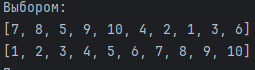 Выбором:
[7, 8, 5, 9, 10, 4, 2, 1, 3, 6]
[1, 2, 3, 4, 5, 6, 7, 8, 9, 10]